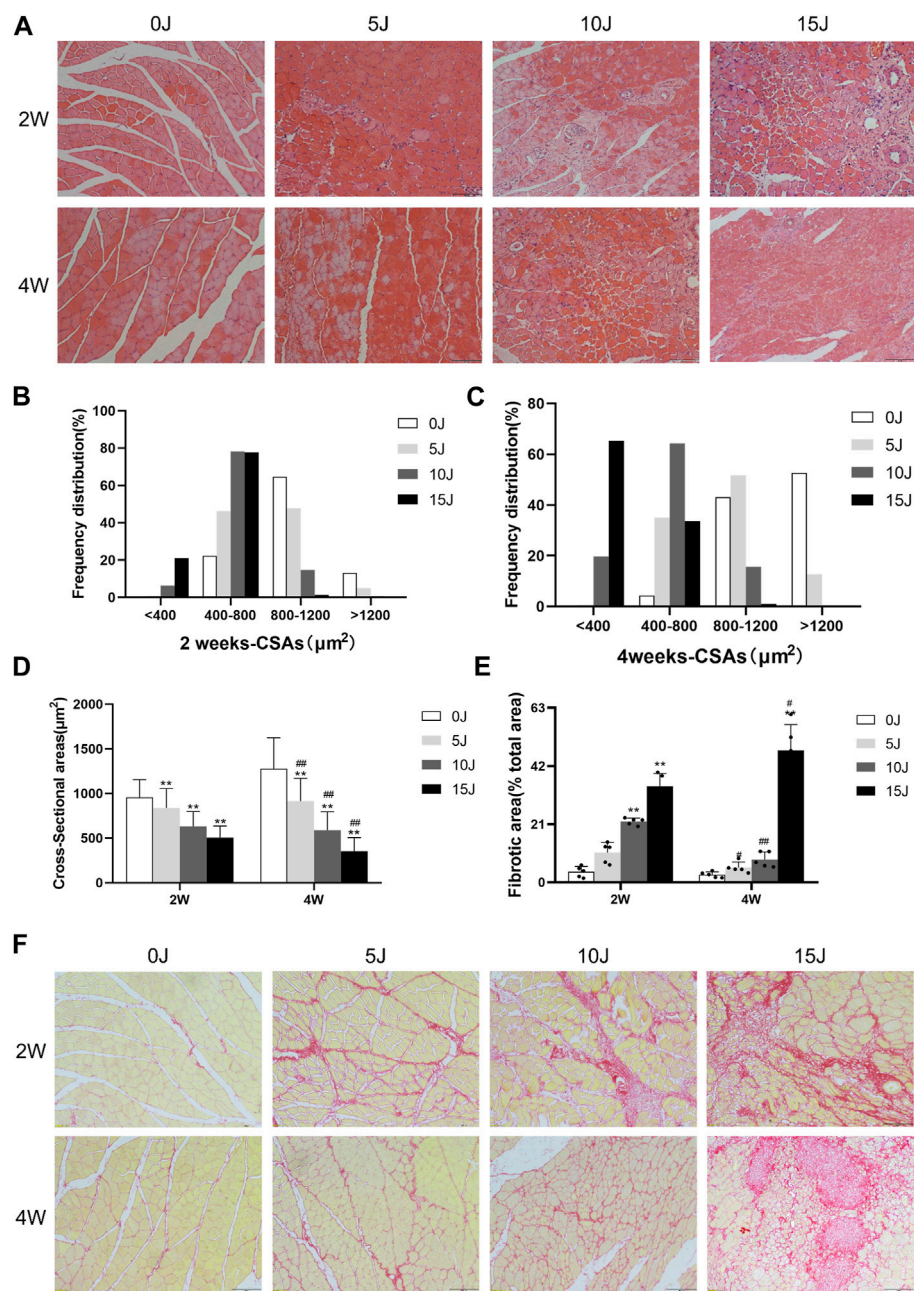 A
0J 5J 10J 15J
2W
4W
B
Frequency distribution(%)
100
80
60
40
20
0
<400 400-800 800-1200 >1200
2 weeks-CSAs（μm²）
0J
5J
10J
15J
C
Frequency distribution(%)
80
60
40
20
0
<400 400-800 800-1200 >1200
4weeks-CSAs（μm²）
0J
5J
10J
15J
D
Cross-Sectional areas(μm²)
2000
1500
1000
500
0
** ** **
## ** ## ** ## **
2W 4W
0J
5J
10J
15J
E
Fibrotic area(% total area)
63
42
21
0
** **
# ## # **
2W 4W
0J
5J
10J
15J
F
0J 5J 10J 15J
2W
4W